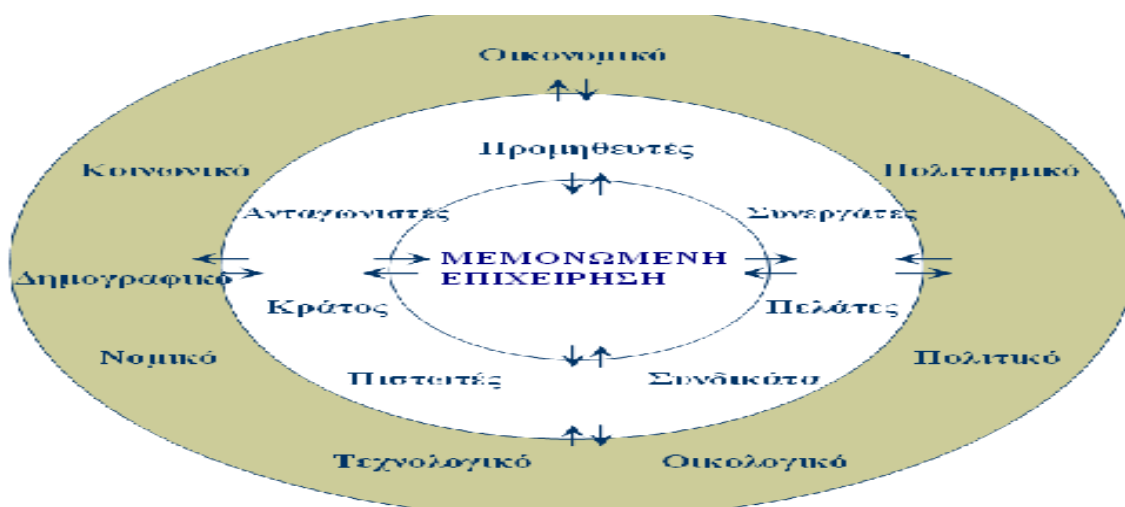 Οικονομικό
Προμηθευτές
Κοινωνικό
Πολιτισμικό
Ανταγωνιστές
Συνεργάτες
ΜΕΜΟΝΩΜΕΝΗ
ΕΠΙΧΕΙΡΗΣΗ
Δημογραφικό
Κράτος
Πελάτες
Νομικό
Πολιτικό
Πιστωτές
Συνδικάτα
Τεχνολογικό
Οικολογικό